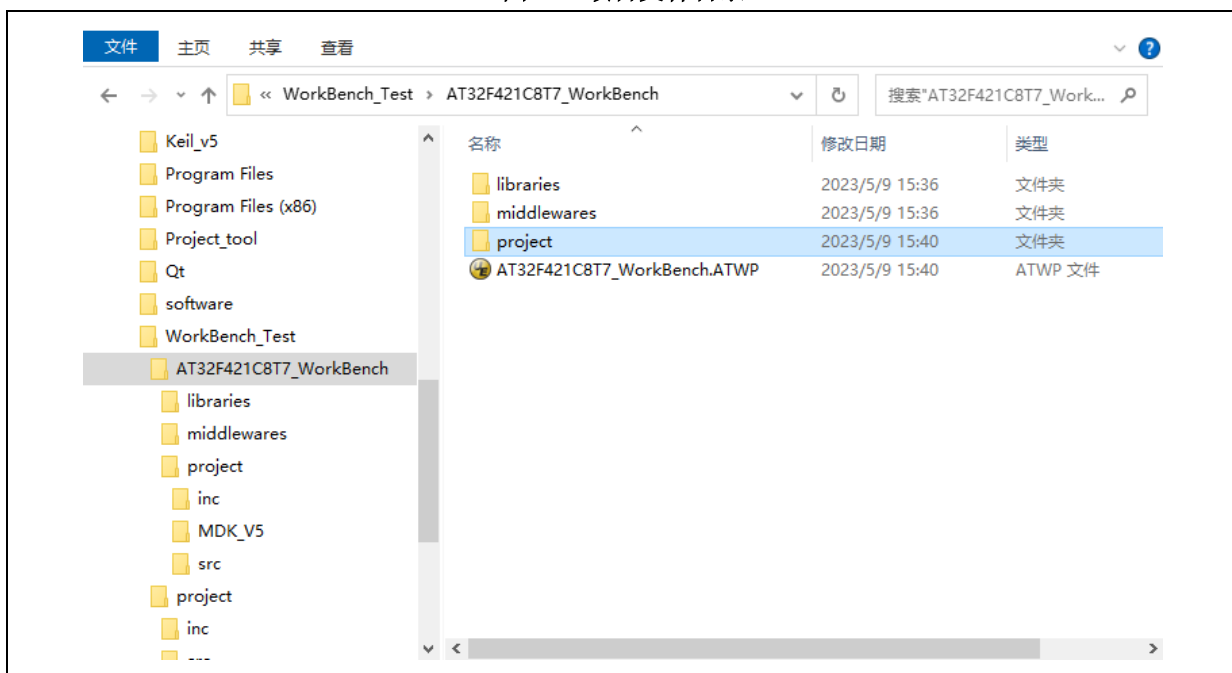 文件 主页 共享 查看
« WorkBench_Test › AT32F421C8T7_WorkBench 搜索"AT32F421C8T7_Work...
Keil_v5
Program Files
Program Files (x86)
Project_tool
Qt
software
WorkBench_Test
AT32F421C8T7_WorkBench
libraries
middlewares
project
inc
MDK_V5
src
project
inc
名称 修改日期 类型
libraries 2023/5/9 15:36 文件夹
middlewares 2023/5/9 15:36 文件夹
project 2023/5/9 15:40 文件夹
AT32F421C8T7_WorkBench.ATWP 2023/5/9 15:40 ATWP 文件